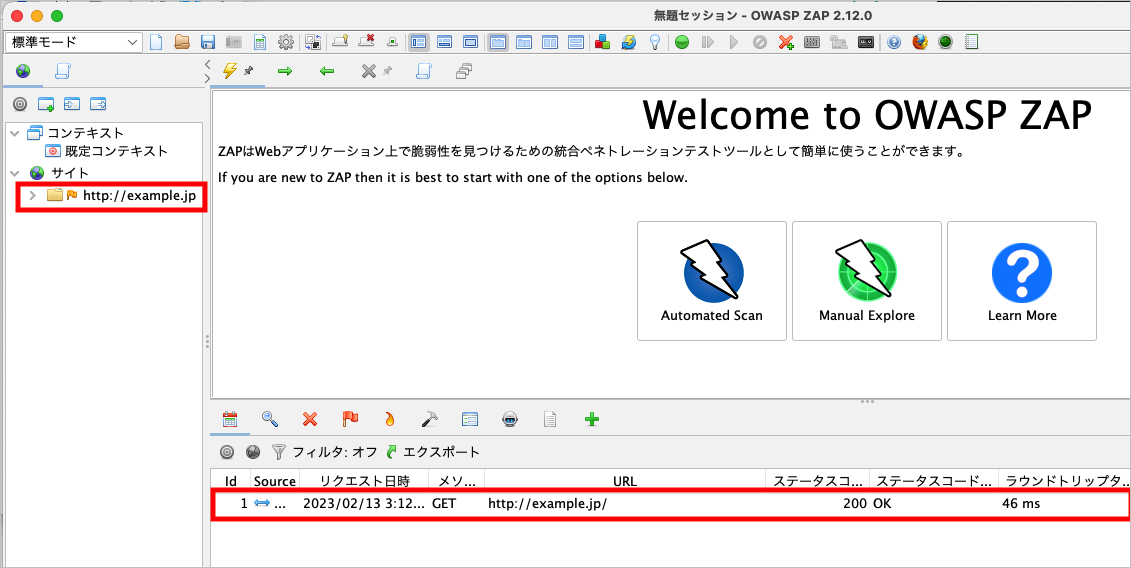 無題セッション - OWASP ZAP 2.12.0
標準モード
コンテキスト
既定コンテキスト
サイト
http://example.jp
Welcome to OWASP ZAP
ZAPはWebアプリケーション上で脆弱性を見つけるための統合ペネトレーションテストツールとして簡単に使うことができます。
If you are new to ZAP then it is best to start with one of the options below.
Automated Scan
Manual Explore
Learn More
フィルタ: オフ
エクスポート
Id Source リクエスト日時 メソ... URL ステータスコ... ステータスコード... ラウンドトリップタ...
1 ... 2023/02/13 3:12... GET http://example.jp/ 200 OK 46 ms